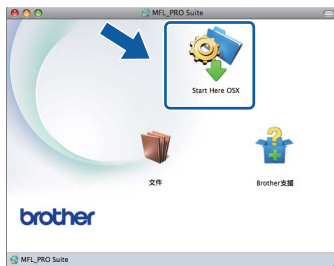 MFL_PRO Suite
Start Here OSX
文件
Brother支援
brother
MFL_PRO Suite